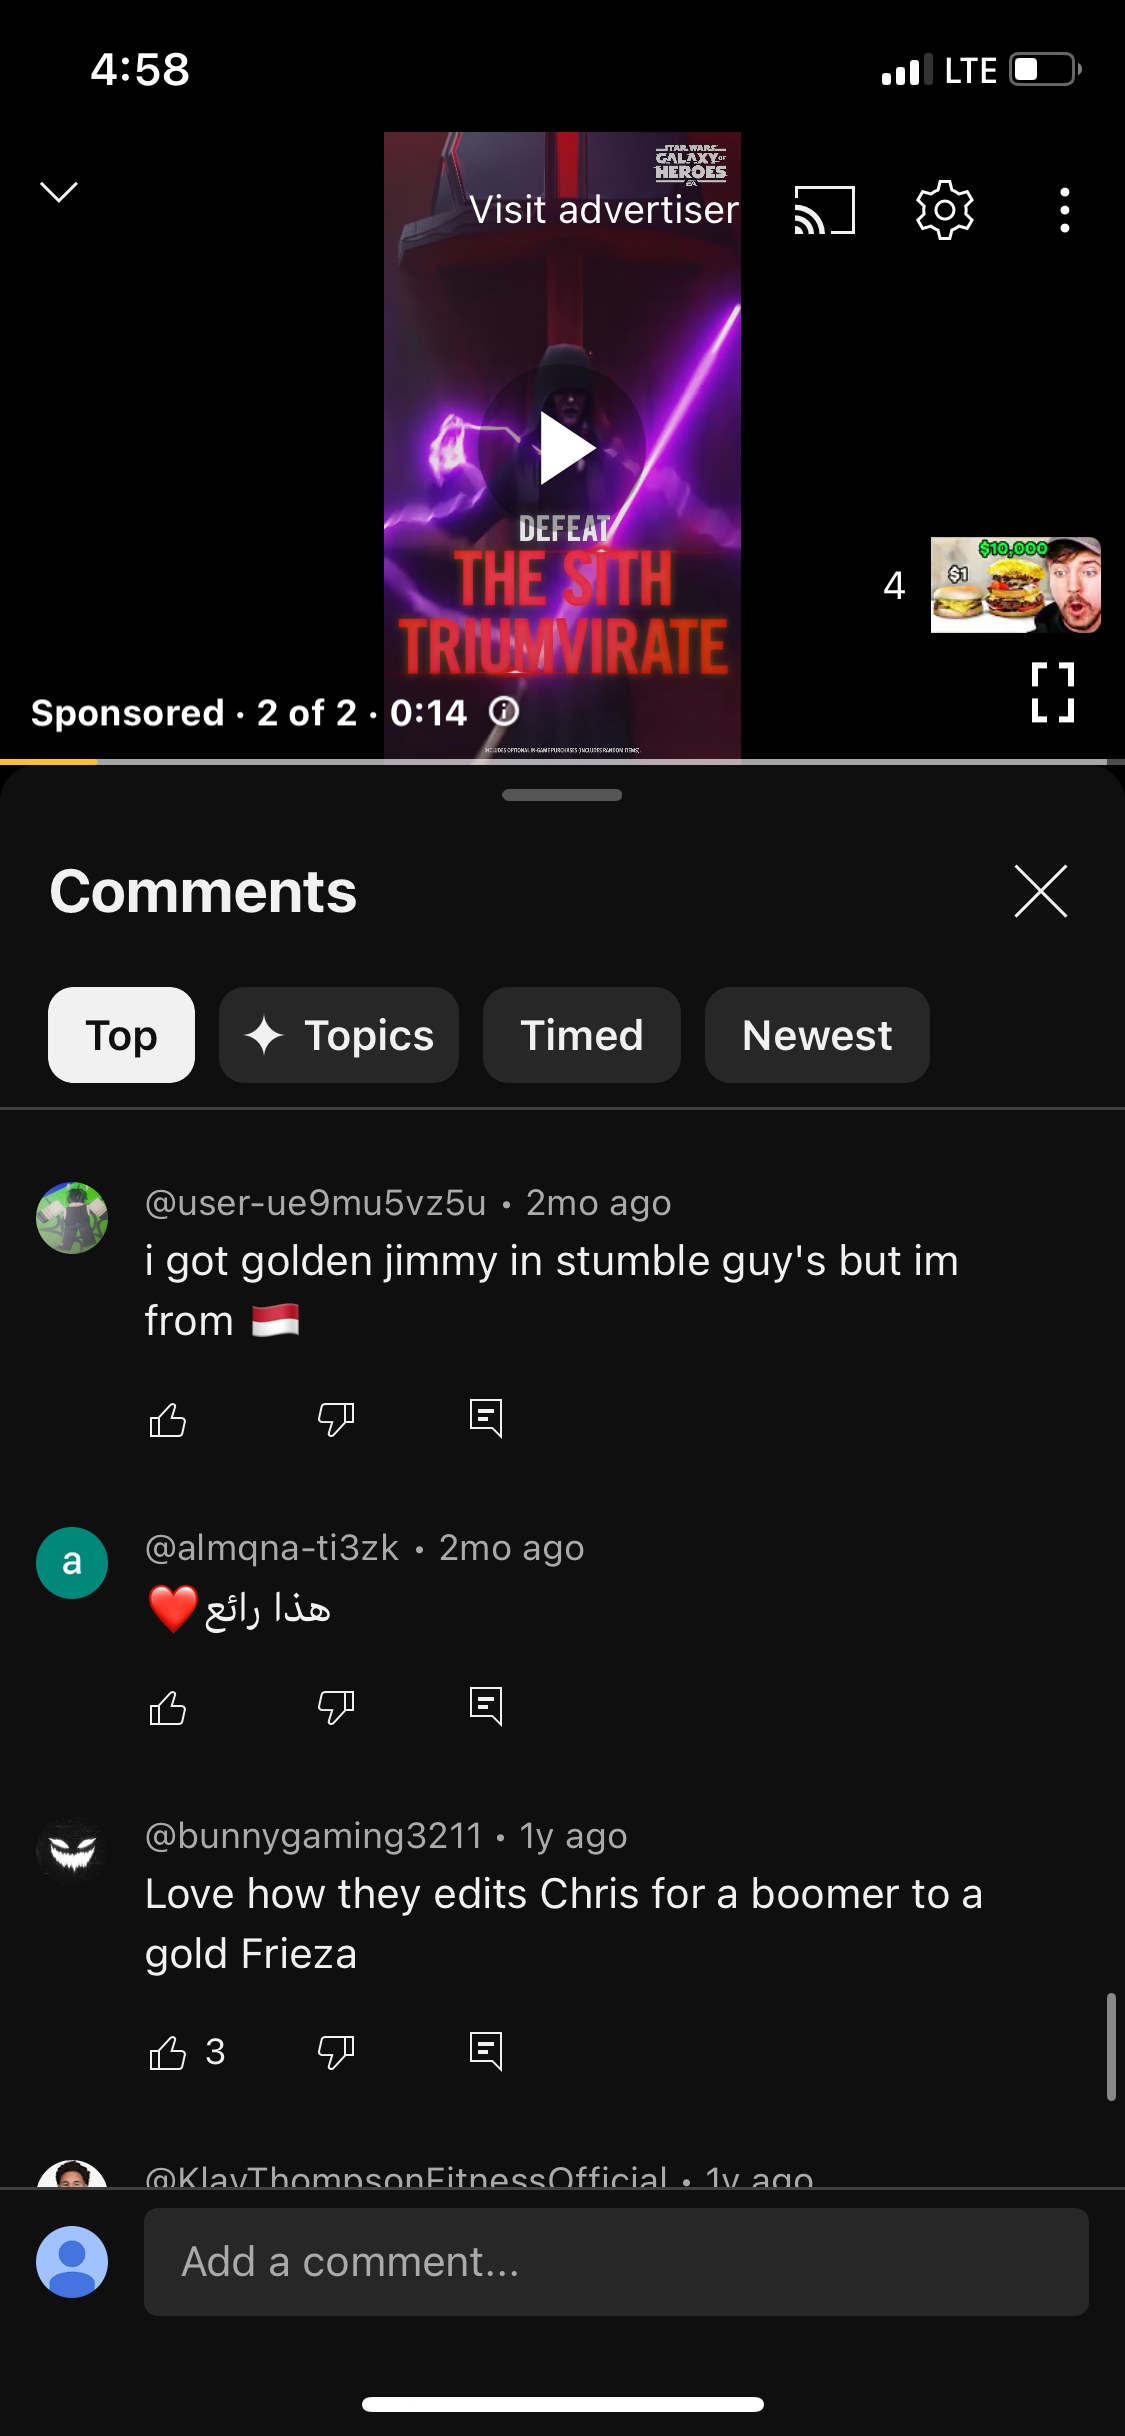 4:58
LTE
STAR WARS
GALAXY OF
HEROES
EA
Visit advertiser
DEFEAT
THE SITH
TRIUMVIRATE
$10,000
$1
4
Sponsored · 2 of 2 · 0:14
INCLUDES OPTIONAL IN-GAME PURCHASES (INCLUDES RANDOM ITEMS).
Comments
Top
Topics
Timed
Newest
@user-ue9mu5vz5u · 2mo ago
i got golden jimmy in stumble guy's but im
from 🇮🇩
a
@almqna-ti3zk · 2mo ago
هذا رائع❤️
@bunnygaming3211 · 1y ago
Love how they edits Chris for a boomer to a
gold Frieza
3
@KlayThompsonFitnessOfficial · 1y ago
Add a comment...